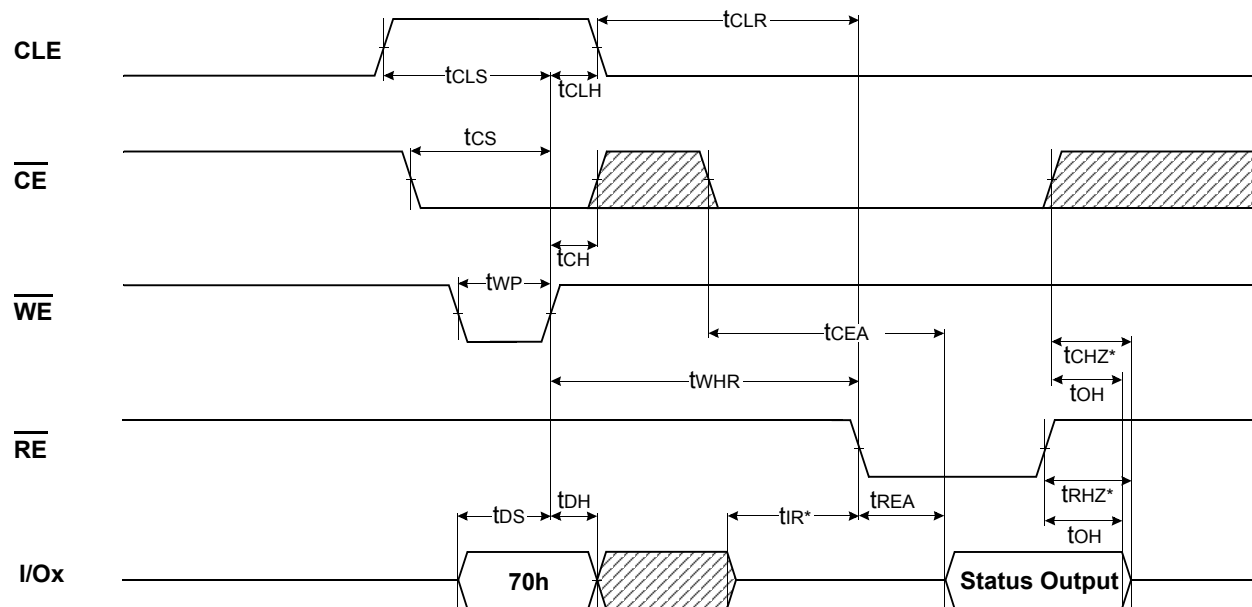 tCLR
CLE
tCLS
tCLH
tCS
CE
tCH
tWP
WE
tCEA
tCHZ*
tWHR
tOH
RE
tDH
tREA
tRHZ*
tDS
tIR*
tOH
I/Ox
70h
Status Output